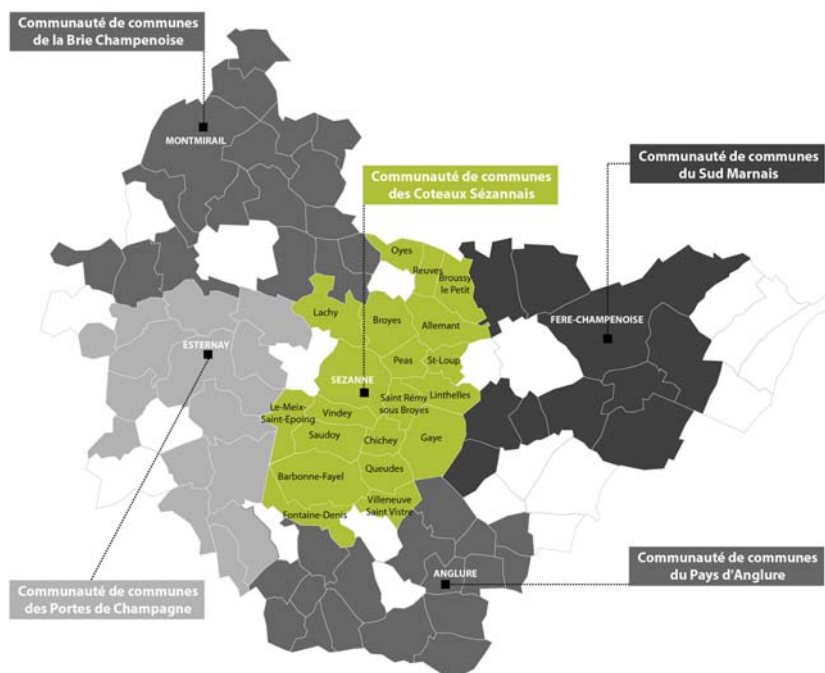 Communauté de communes
de la Brie Champenoise
MONTMIRAIL
Communauté de communes
des Coteaux Sézannais
Communauté de communes
du Sud Marnais
Oyes
Reuves
Broussy
le Petit
Lachy
Broyes
Allemant
FERE-CHAMPENOISE
ESTERNAY
Peas
St-Loup
SEZANNE
Le-Meix-
Saint-Epoing
Vindey
Saint Rémy
sous Broyes
Linthelles
Saudoy
Chichey
Gaye
Barbonne-Fayel
Queudes
Fontaine-Denis
Villeneuve
Saint Vistre
ANGLURE
Communauté de communes
du Pays d'Anglure
Communauté de communes
des Portes de Champagne